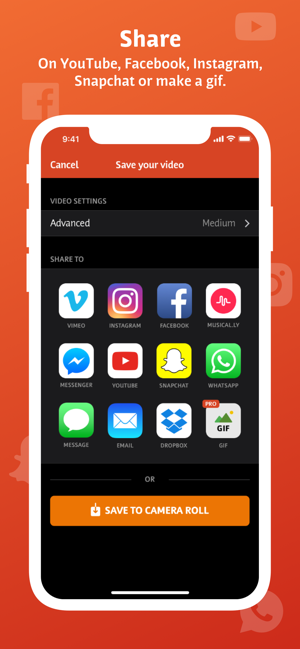 Share
On YouTube, Facebook, Instagram,
Snapchat or make a gif.
9:41
Cancel Save your video
VIDEO SETTINGS
Advanced Medium
SHARE TO
VIMEO INSTAGRAM FACEBOOK MUSICAL.LY
MESSENGER YOUTUBE SNAPCHAT WHATSAPP
PRO
GIF
MESSAGE EMAIL DROPBOX GIF
OR
SAVE TO CAMERA ROLL